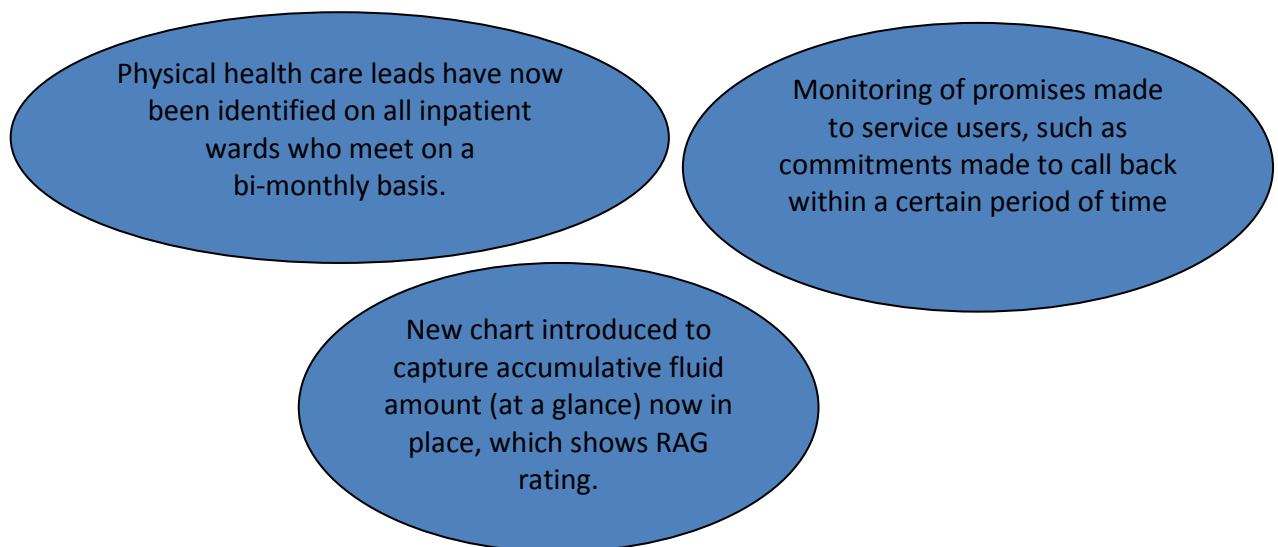 Physical health care leads have now
been identified on all inpatient
wards who meet on a
bi-monthly basis.
Monitoring of promises made
to service users, such as
commitments made to call back
within a certain period of time
New chart introduced to
capture accumulative fluid
amount (at a glance) now in
place, which shows RAG
rating.